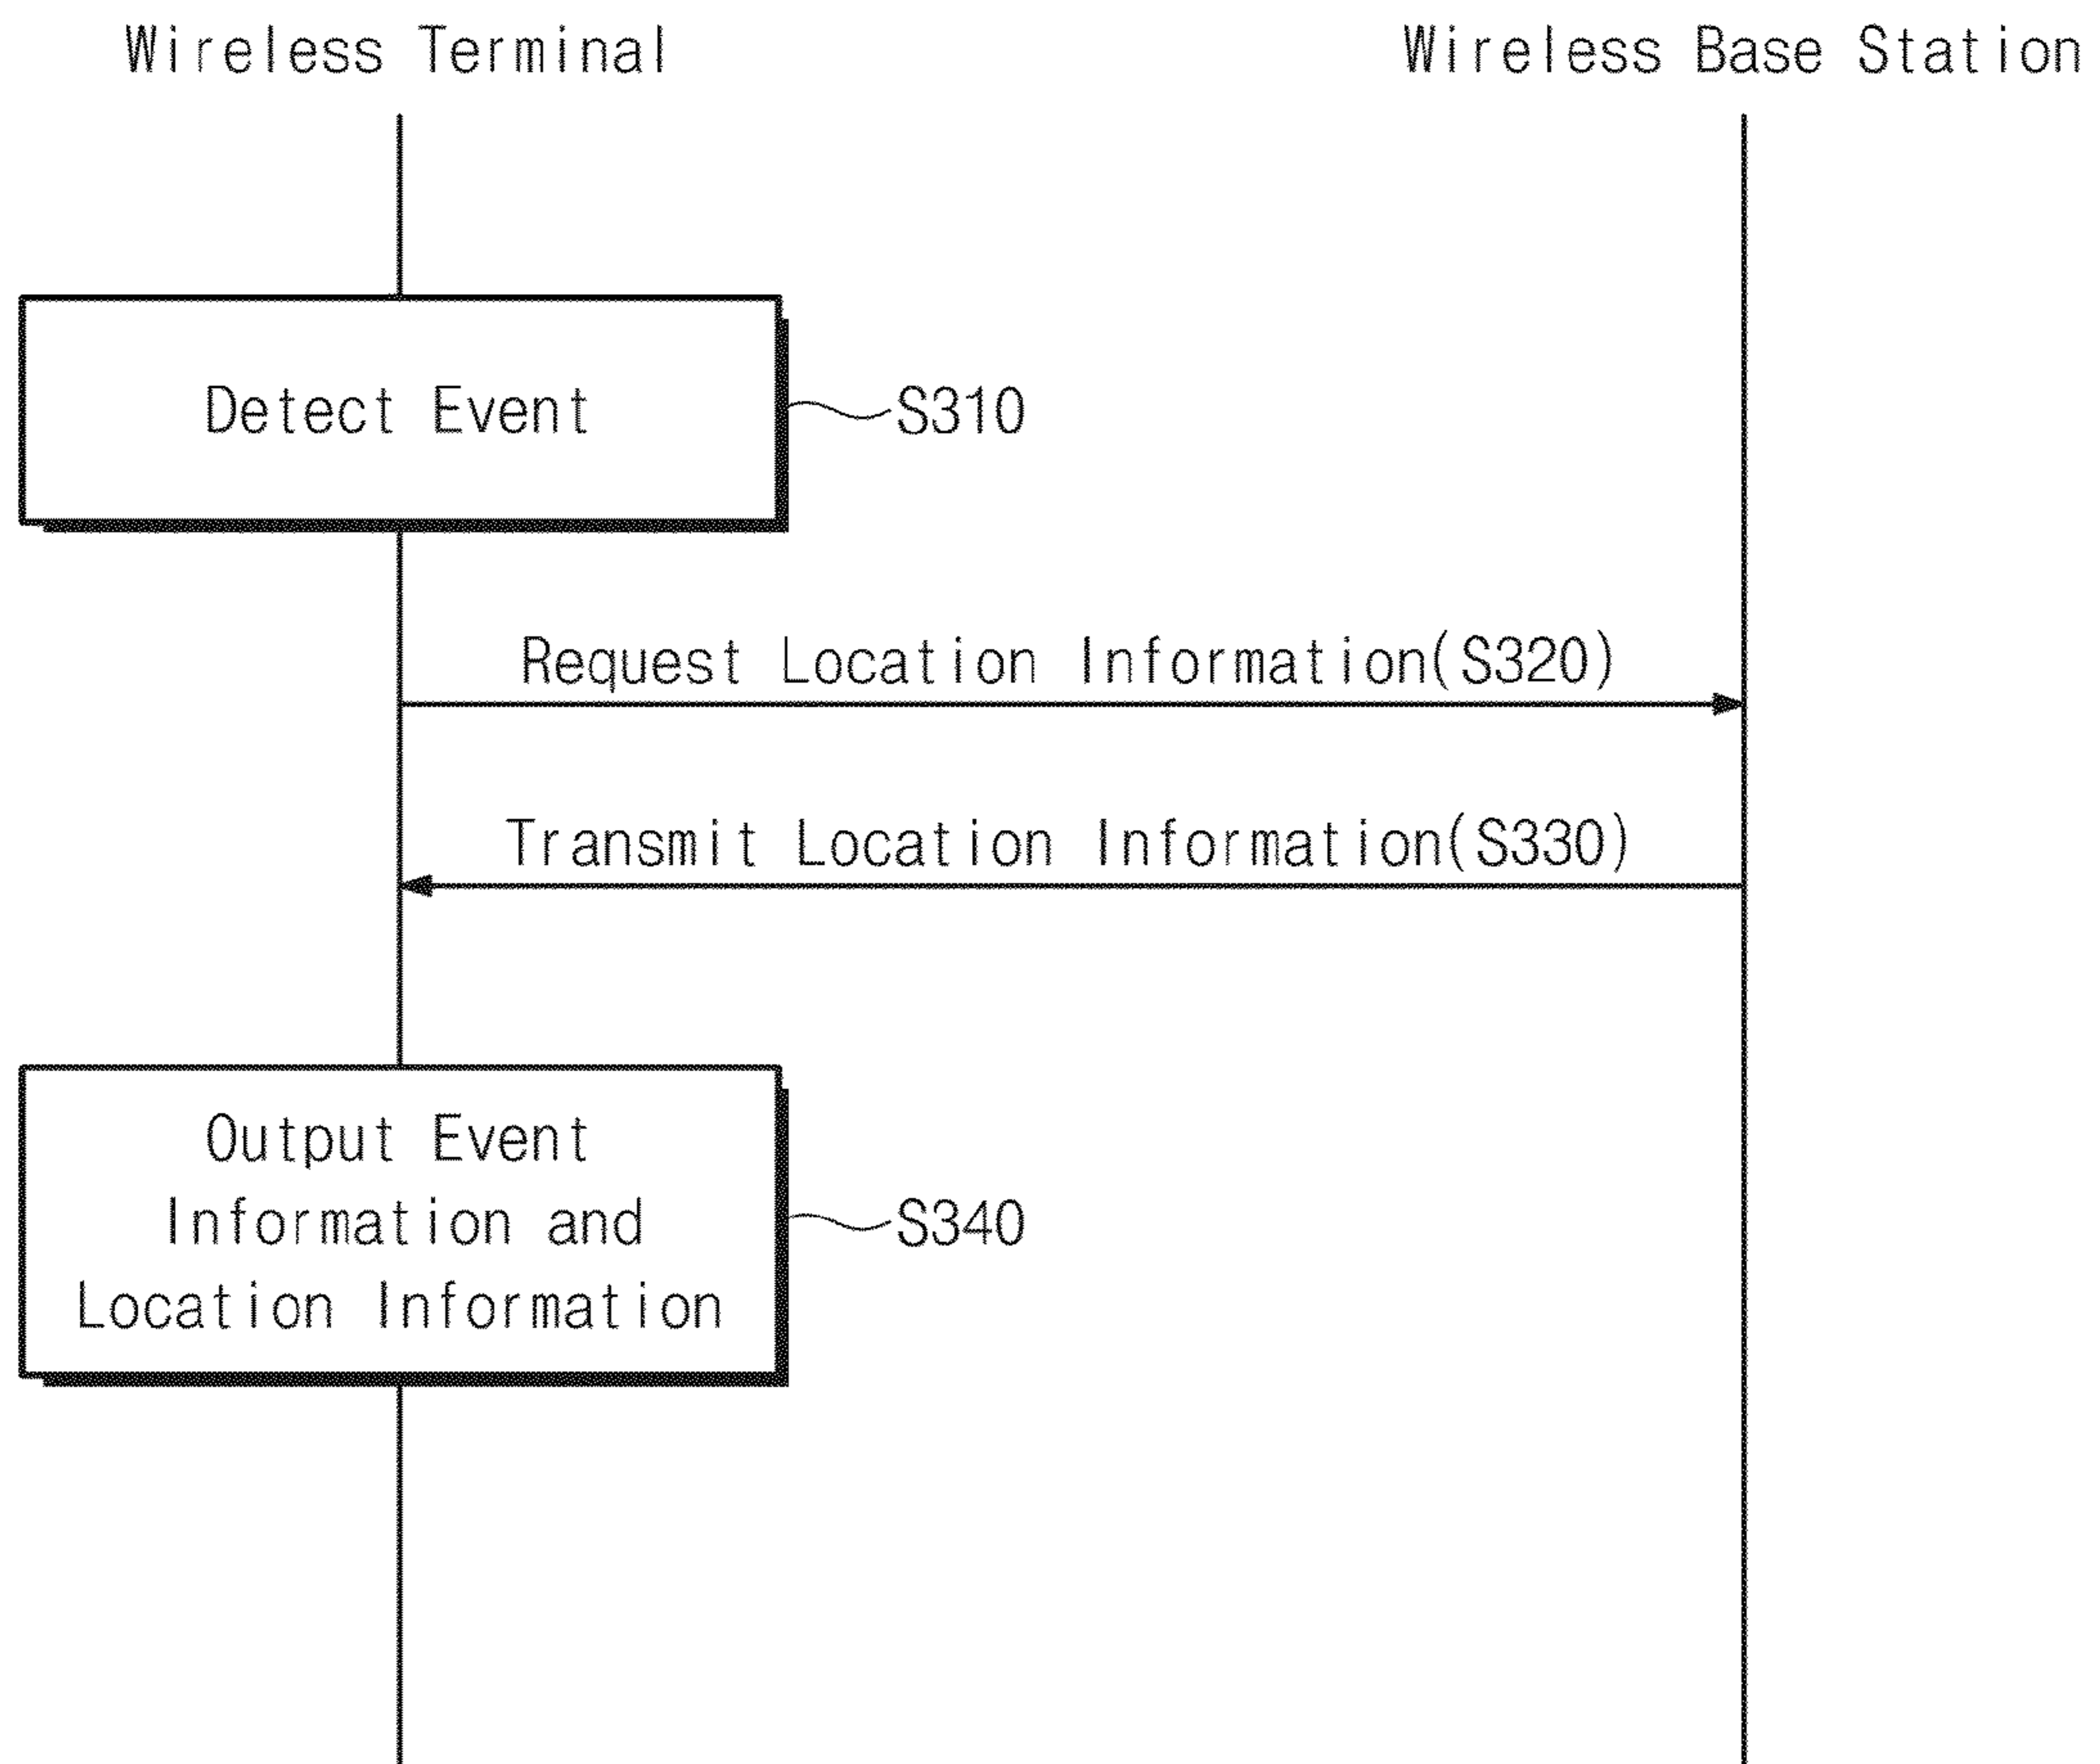 Wireless Terminal
Wireless Base Station
Detect Event
S310
Request Location Information(S320)
Transmit Location Information(S330)
Output Event
Information and
Location Information
S340